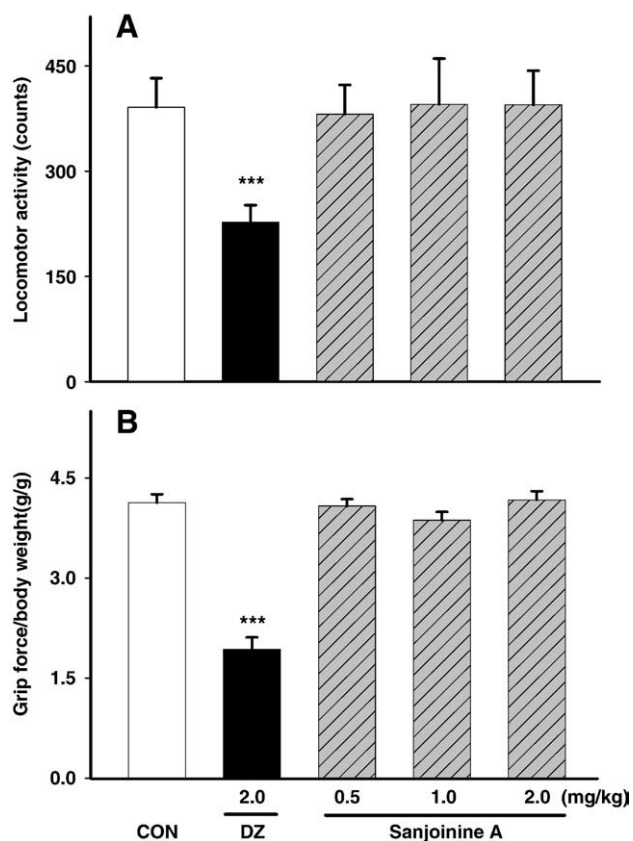 A
Locomotor activity (counts)
450
300
150
0
***
B
Grip force/body weight(g/g)
4.5
3.0
1.5
0.0
***
2.0 0.5 1.0 2.0 (mg/kg)
CON DZ Sanjoinine A